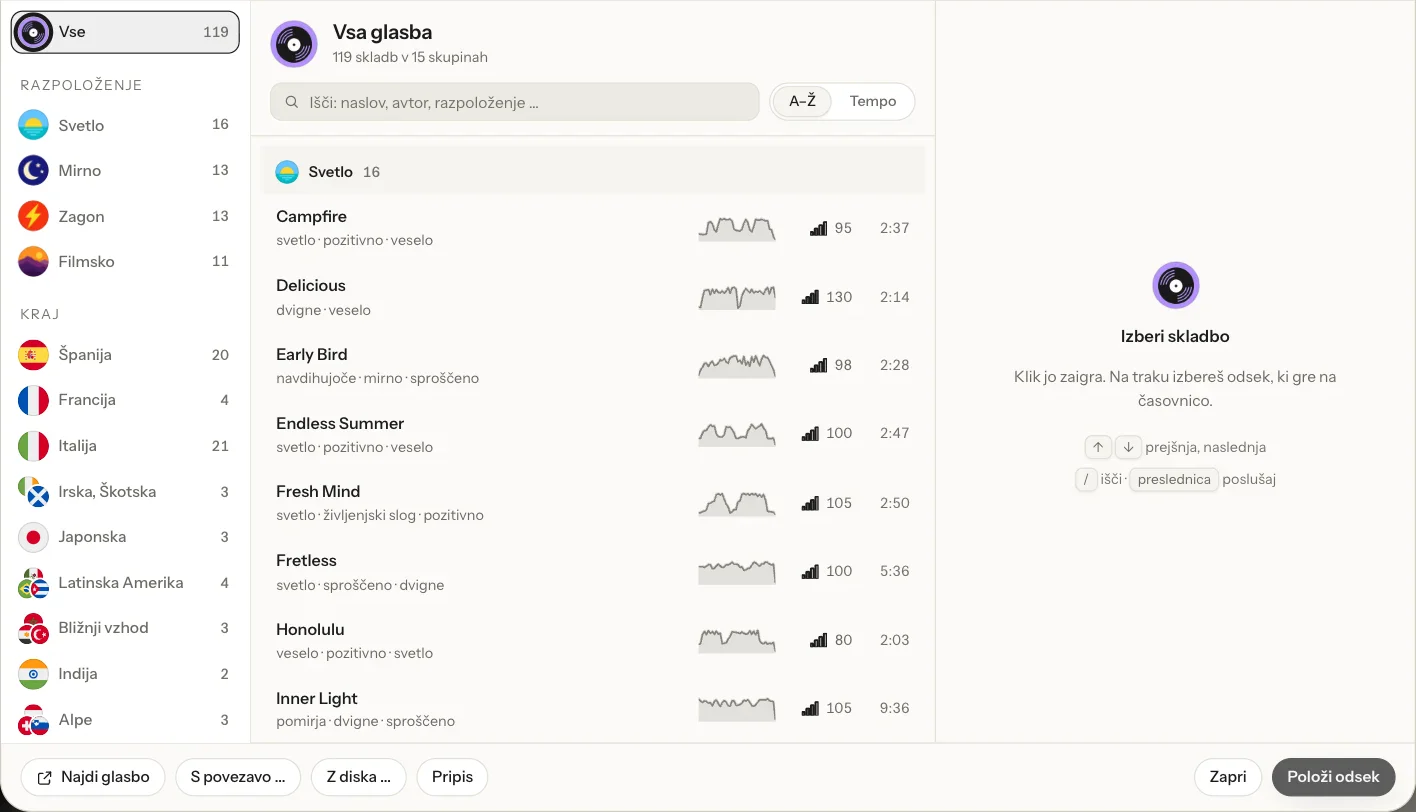 Vse 119
RAZPOLOŽENJE
Svetlo 16
Mirno 13
Zagon 13
Filmsko 11
KRAJ
Španija 20
Francija 4
Italija 21
Irska, Škotska 3
Japonska 3
Latinska Amerika 4
Bližnji vzhod 3
Indija 2
Alpe 3
Vsa glasba
119 skladb v 15 skupinah
Išči: naslov, avtor, razpoloženje ...
A–Ž Tempo
Svetlo 16
Campfire 95 2:37
svetlo · pozitivno · veselo
Delicious 130 2:14
dvigne · veselo
Early Bird 98 2:28
navdihujoče · mirno · sproščeno
Endless Summer 100 2:47
svetlo · pozitivno · veselo
Fresh Mind 105 2:50
svetlo · življenjski slog · pozitivno
Fretless 100 5:36
svetlo · sproščeno · dvigne
Honolulu 80 2:03
veselo · pozitivno · svetlo
Inner Light 105 9:36
pomirja · dvigne · sproščeno
Izberi skladbo
Klik jo zaigra. Na traku izbereš odsek, ki gre na
časovnico.
↑ ↓ prejšnja, naslednja
/ išči · preslednica poslušaj
Najdi glasbo S povezavo ... Z diska ... Pripis Zapri Položi odsek